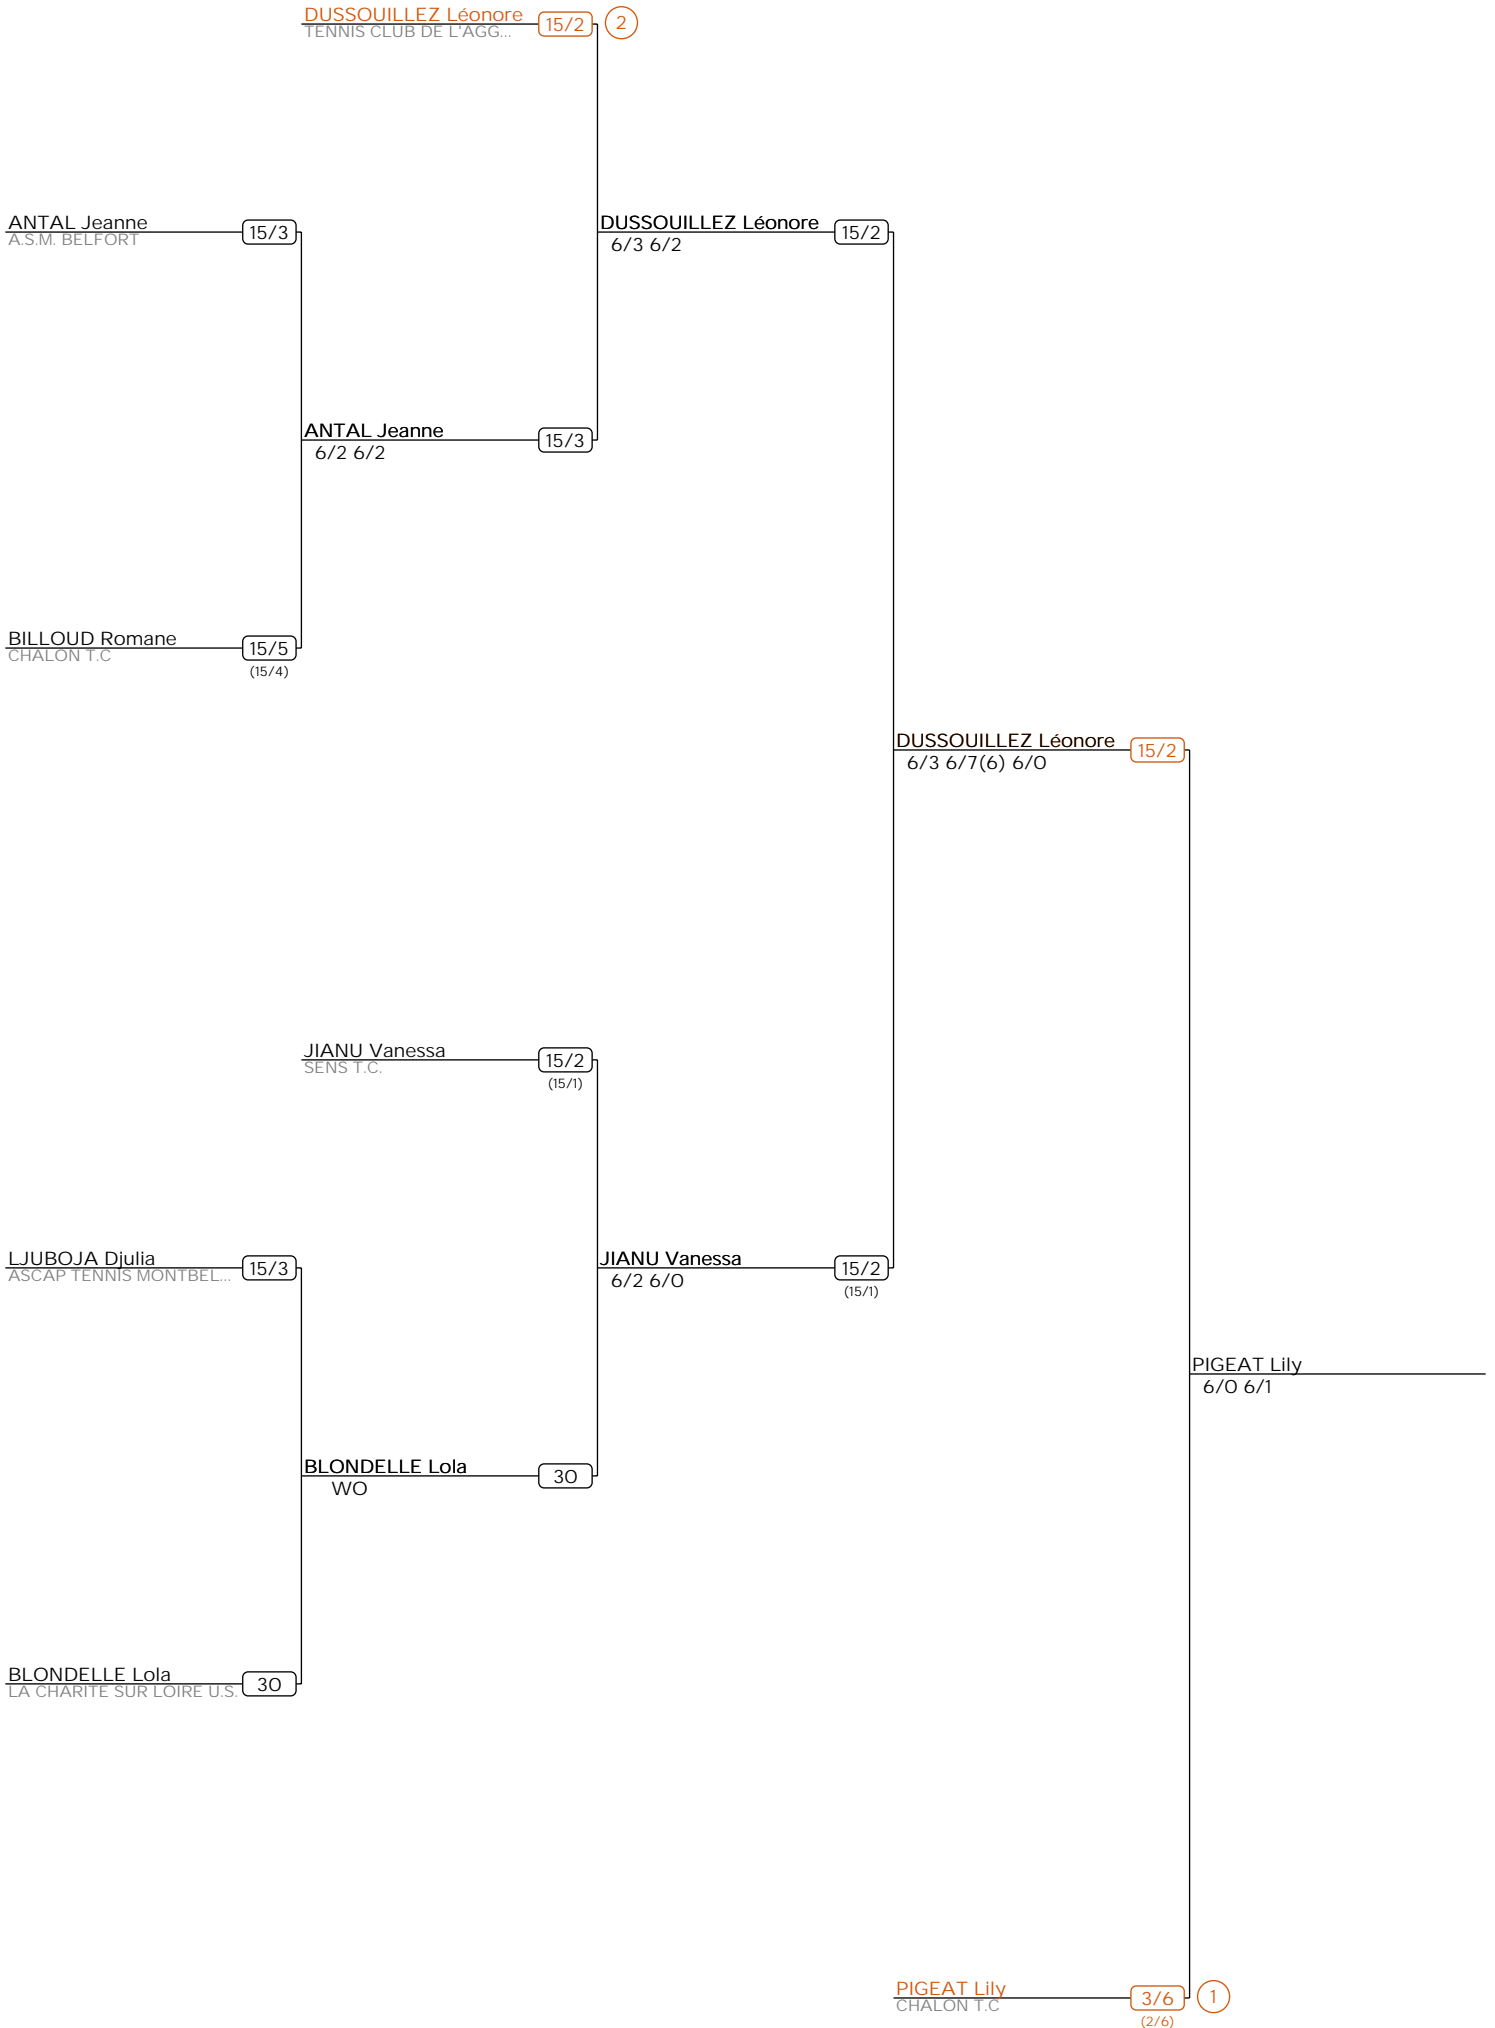 DUSSOUILLEZ Léonore 15/2 2
TENNIS CLUB DE L'AGG...
ANTAL Jeanne 15/3
A.S.M. BELFORT
DUSSOUILLEZ Léonore 15/2
6/3 6/2
ANTAL Jeanne 15/3
6/2 6/2
BILLOUD Romane 15/5
CHALON T.C
(15/4)
DUSSOUILLEZ Léonore 15/2
6/3 6/7(6) 6/0
JIANU Vanessa 15/2
SENS T.C.
(15/1)
LJUBOJA Djulia 15/3
ASCAP TENNIS MONTBEL...
JIANU Vanessa 15/2
6/2 6/0
(15/1)
PIGEAT Lily
6/0 6/1
BLONDELLE Lola 30
WO
BLONDELLE Lola 30
LA CHARITE SUR LOIRE U.S.
PIGEAT Lily 3/6 1
CHALON T.C
(2/6)